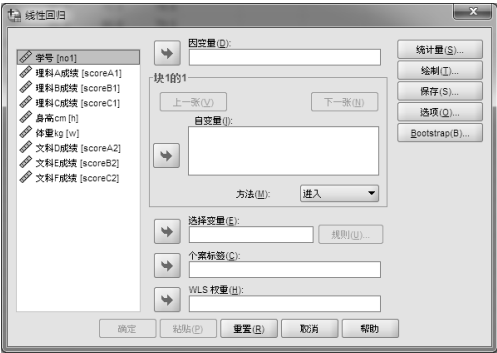 线性回归
学号 [no1]
理科A成绩 [scoreA1]
理科B成绩 [scoreB1]
理科C成绩 [scoreC1]
身高cm [h]
体重kg [w]
文科D成绩 [scoreA2]
文科E成绩 [scoreB2]
文科F成绩 [scoreC2]
因变量(D):
块1的1
上一张(V)
下一张(N)
自变量(I):
方法(M):
进入
选择变量(E):
规则(U)...
个案标签(C):
WLS 权重(H):
统计量(S)...
绘制(T)...
保存(S)...
选项(O)...
Bootstrap(B)...
确定
粘贴(P)
重置(R)
取消
帮助